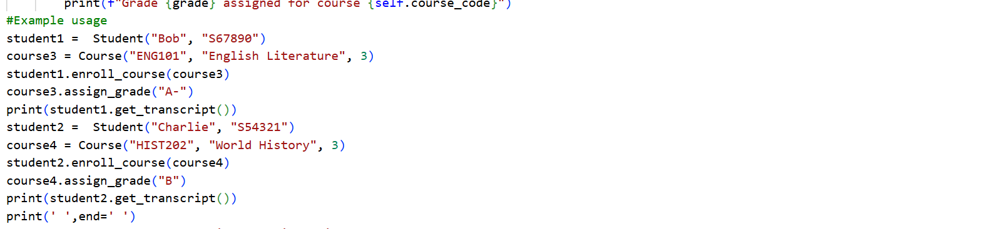 print(f"Grade {grade} assigned for course {self.course_code}")
#Example usage
student1 =  Student("Bob", "S67890")
course3 = Course("ENG101", "English Literature", 3)
student1.enroll_course(course3)
course3.assign_grade("A-")
print(student1.get_transcript())
student2 =  Student("Charlie", "S54321")
course4 = Course("HIST202", "World History", 3)
student2.enroll_course(course4)
course4.assign_grade("B")
print(student2.get_transcript())
print(' ',end=' ')